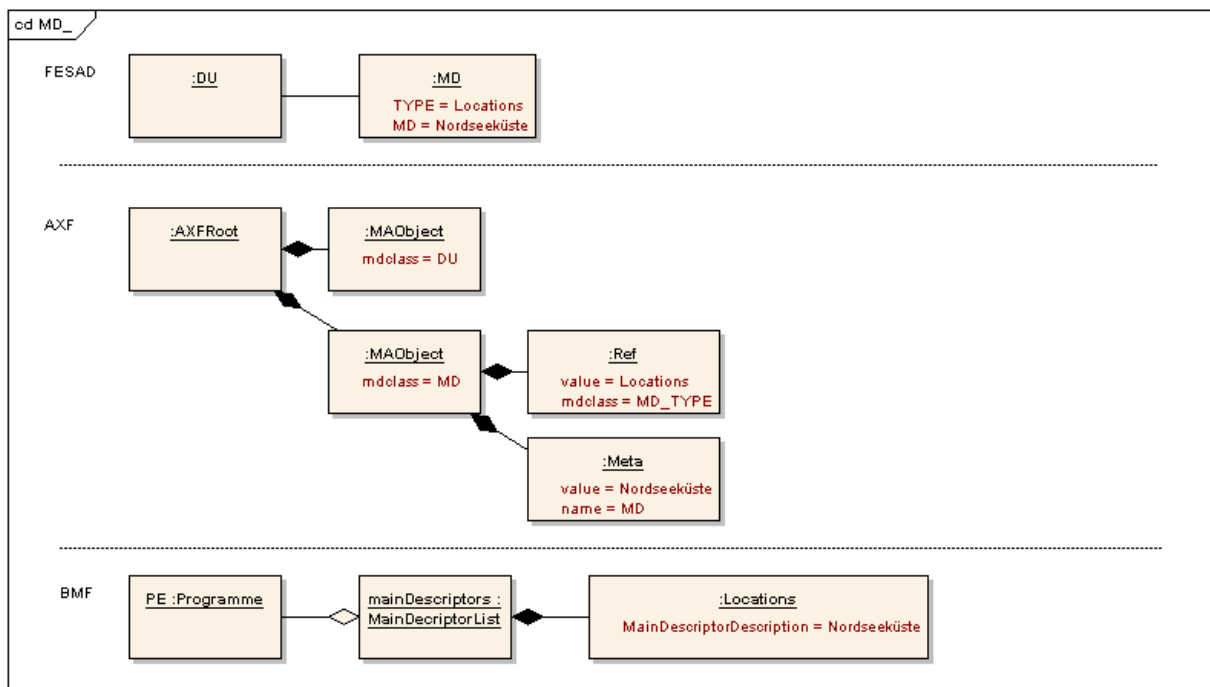 cd MD_
FESAD
:DU
:MD
TYPE = Locations
MD = Nordseeküste
AXF
:AXFRoot
:MAObject
mdclass = DU
:MAObject
mdclass = MD
:Ref
value = Locations
mdclass = MD_TYPE
:Meta
value = Nordseeküste
name = MD
BMF
PE :Programme
mainDescriptors :
MainDecriptorList
:Locations
MainDescriptorDescription = Nordseeküste